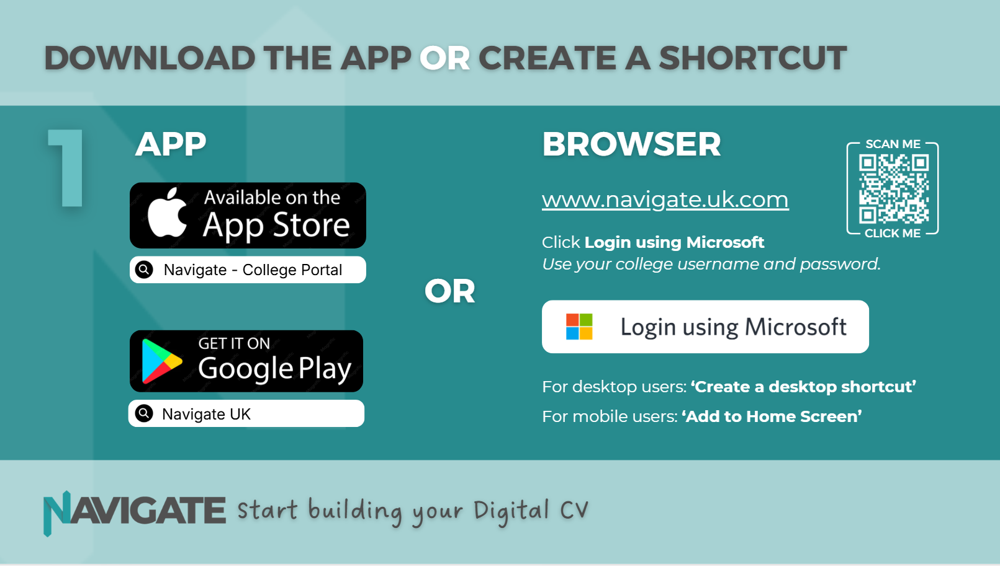 DOWNLOAD THE APP OR CREATE A SHORTCUT
1
APP
Available on the
App Store
Navigate - College Portal
GET IT ON
Google Play
Navigate UK
OR
BROWSER
www.navigate.uk.com
Click Login using Microsoft
Use your college username and password.
Login using Microsoft
For desktop users: ‘Create a desktop shortcut’
For mobile users: ‘Add to Home Screen’
SCAN ME
CLICK ME
NAVIGATE Start building your Digital CV